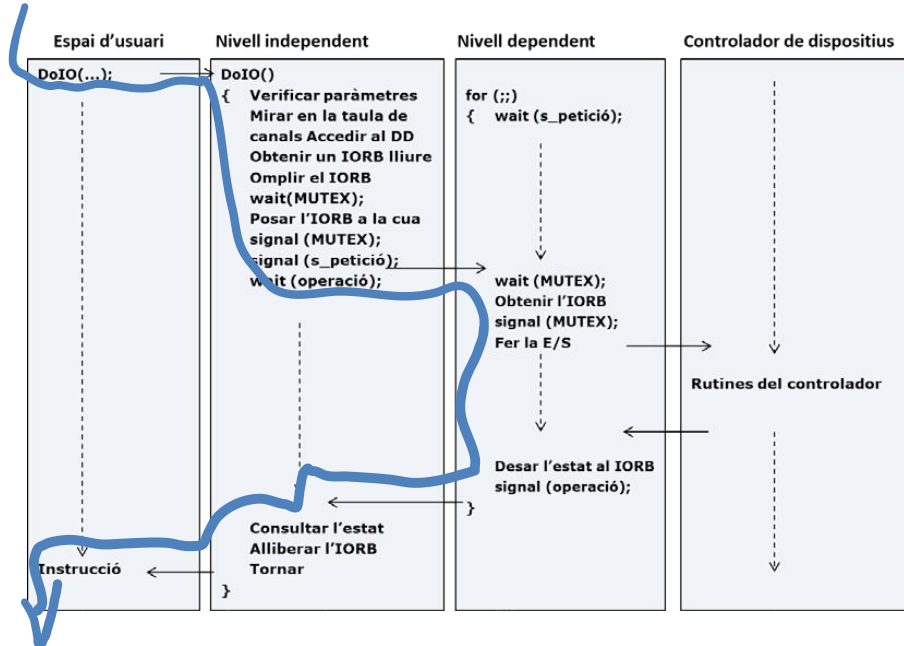 Espai d'usuari
DoIO(...);
Instrucció
Nivell independent
DoIO()
{ Verificar paràmetres
Mirar en la taula de
canals Accedir al DD
Obtenir un IORB lliure
Omplir el IORB
wait(MUTEX);
Posar l'IORB a la cua
signal (MUTEX);
signal (s_petició);
wait (operació);
Consultar l'estat
Alliberar l'IORB
Tornar
}
Nivell dependent
for (;;)
{ wait (s_petició);
wait (MUTEX);
Obtenir l'IORB
signal (MUTEX);
Fer la E/S
Desar l'estat al IORB
signal (operació);
}
Controlador de dispositius
Rutines del controlador